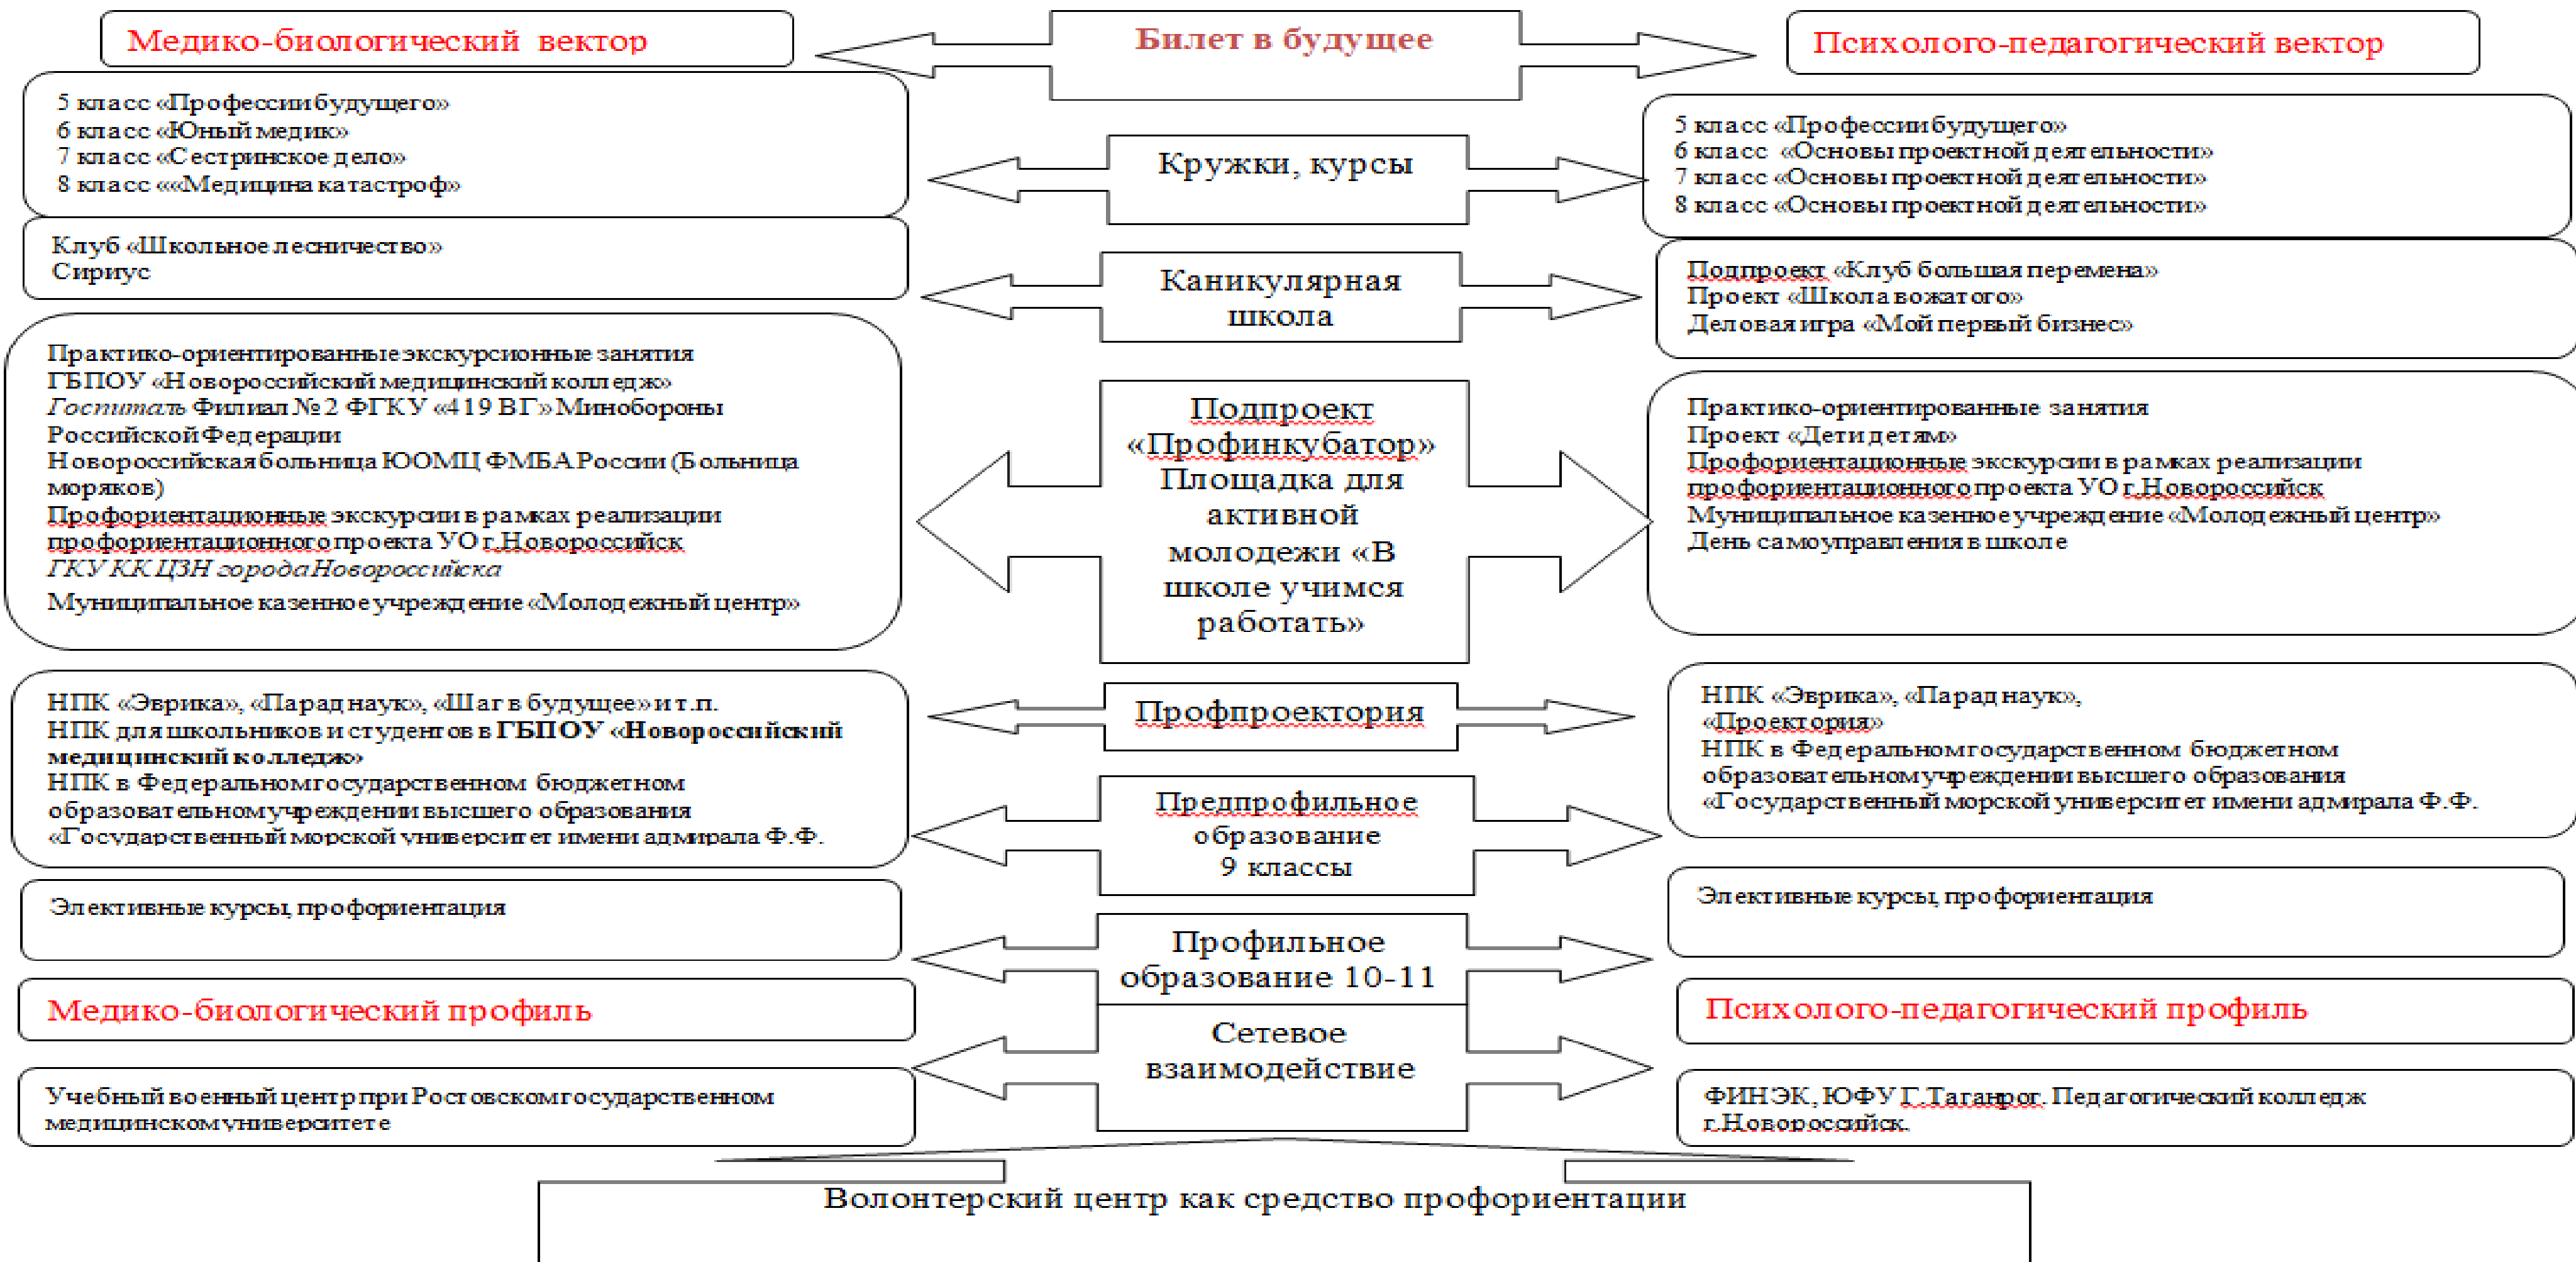 Медико-биологический вектор
Билет в будущее
Психолого-педагогический вектор
5 класс «Профессии будущего»
6 класс «Юный медик»
7 класс «Сестринское дело»
8 класс ««Медицина катастроф»
Кружки, курсы
5 класс «Профессии будущего»
6 класс «Основы проектной деятельности»
7 класс «Основы проектной деятельности»
8 класс «Основы проектной деятельности»
Клуб «Школьное лесничество»
Сириус
Каникулярная
школа
Подпроект «Клуб большая перемена»
Проект «Школа вожатого»
Деловая игра «Мой первый бизнес»
Практико-ориентированные экскурсионные занятия
ГБПОУ «Новороссийский медицинский колледж»
Госпиталь Филиал №2 ФГКУ «419 ВГ» Минобороны
Российской Федерации
Новороссийская больница ЮОМЦ ФМБА России (Больница
моряков)
Профориентационные экскурсии в рамках реализации
профориентационного проекта УО г.Новороссийск
ГКУ КК ЦЗН города Новороссийска
Муниципальное казенное учреждение «Молодежный центр»
Подпроект
«Профинкубатор»
Площадка для
активной
молодежи «В
школе учимся
работать»
Практико-ориентированные занятия
Проект «Дети детям»
Профориентационные экскурсии в рамках реализации
профориентационного проекта УО г.Новороссийск
Муниципальное казенное учреждение «Молодежный центр»
День самоуправления в школе
НПК «Эврика», «Парад наук», «Шаг в будущее» и т.п.
НПК для школьников и студентов в ГБПОУ «Новороссийский
медицинский колледж»
НПК в Федеральном государственном бюджетном
образовательном учреждении высшего образования
«Государственный морской университет имени адмирала Ф.Ф.
Профпроектория
НПК «Эврика», «Парад наук»,
«Проектория»
НПК в Федеральном государственном бюджетном
образовательном учреждении высшего образования
«Государственный морской университет имени адмирала Ф.Ф.
Предпрофильное
образование
9 классы
Элективные курсы, профориентация
Элективные курсы, профориентация
Профильное
образование 10-11
Медико-биологический профиль
Психолого-педагогический профиль
Сетевое
взаимодействие
Учебный военный центр при Ростовском государственном
медицинском университете
ФИНЭК, ЮФУ Г.Таганрог. Педагогический колледж
г.Новороссийск.
Волонтерский центр как средство профориентации